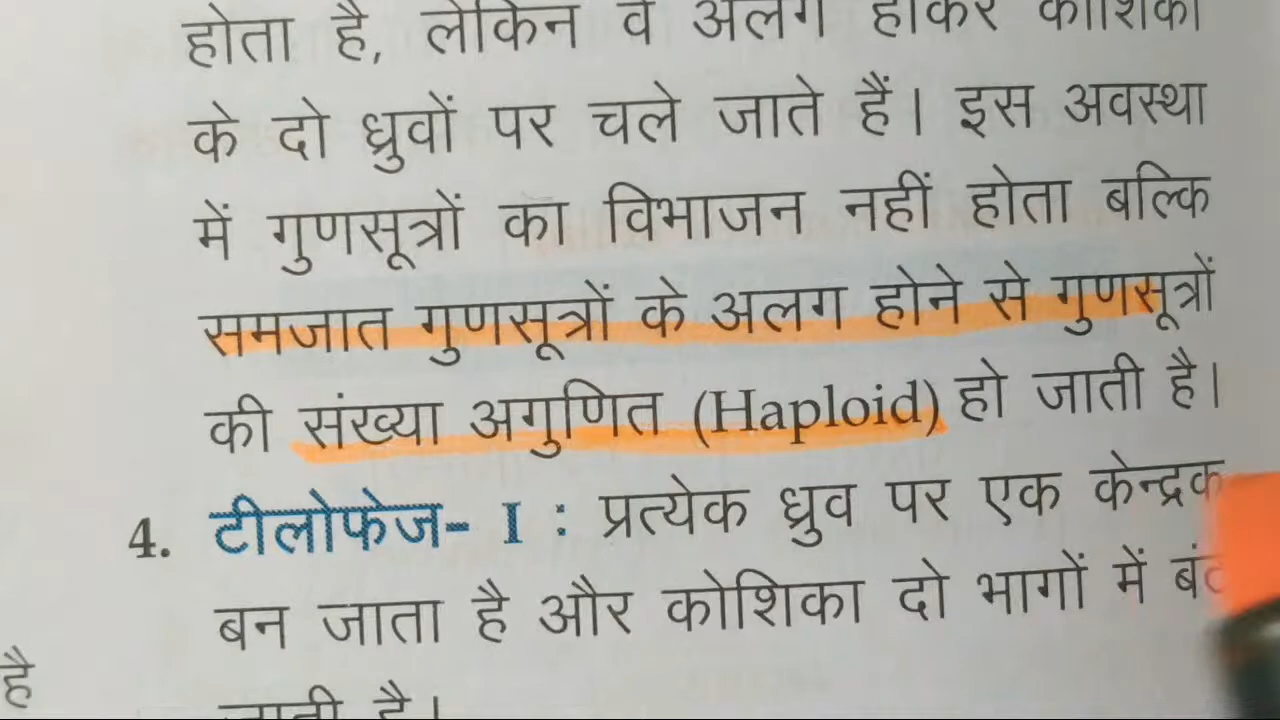 होता है, लेकिन वे अलग होकर कोशिका
के दो ध्रुवों पर चले जाते हैं। इस अवस्था
में गुणसूत्रों का विभाजन नहीं होता बल्कि
समजात गुणसूत्रों के अलग होने से गुणसूत्रों
की संख्या अगुणित (Haploid) हो जाती है।
4. टीलोफेज- I : प्रत्येक ध्रुव पर एक केन्द्रक
बन जाता है और कोशिका दो भागों में
जाती है।
है